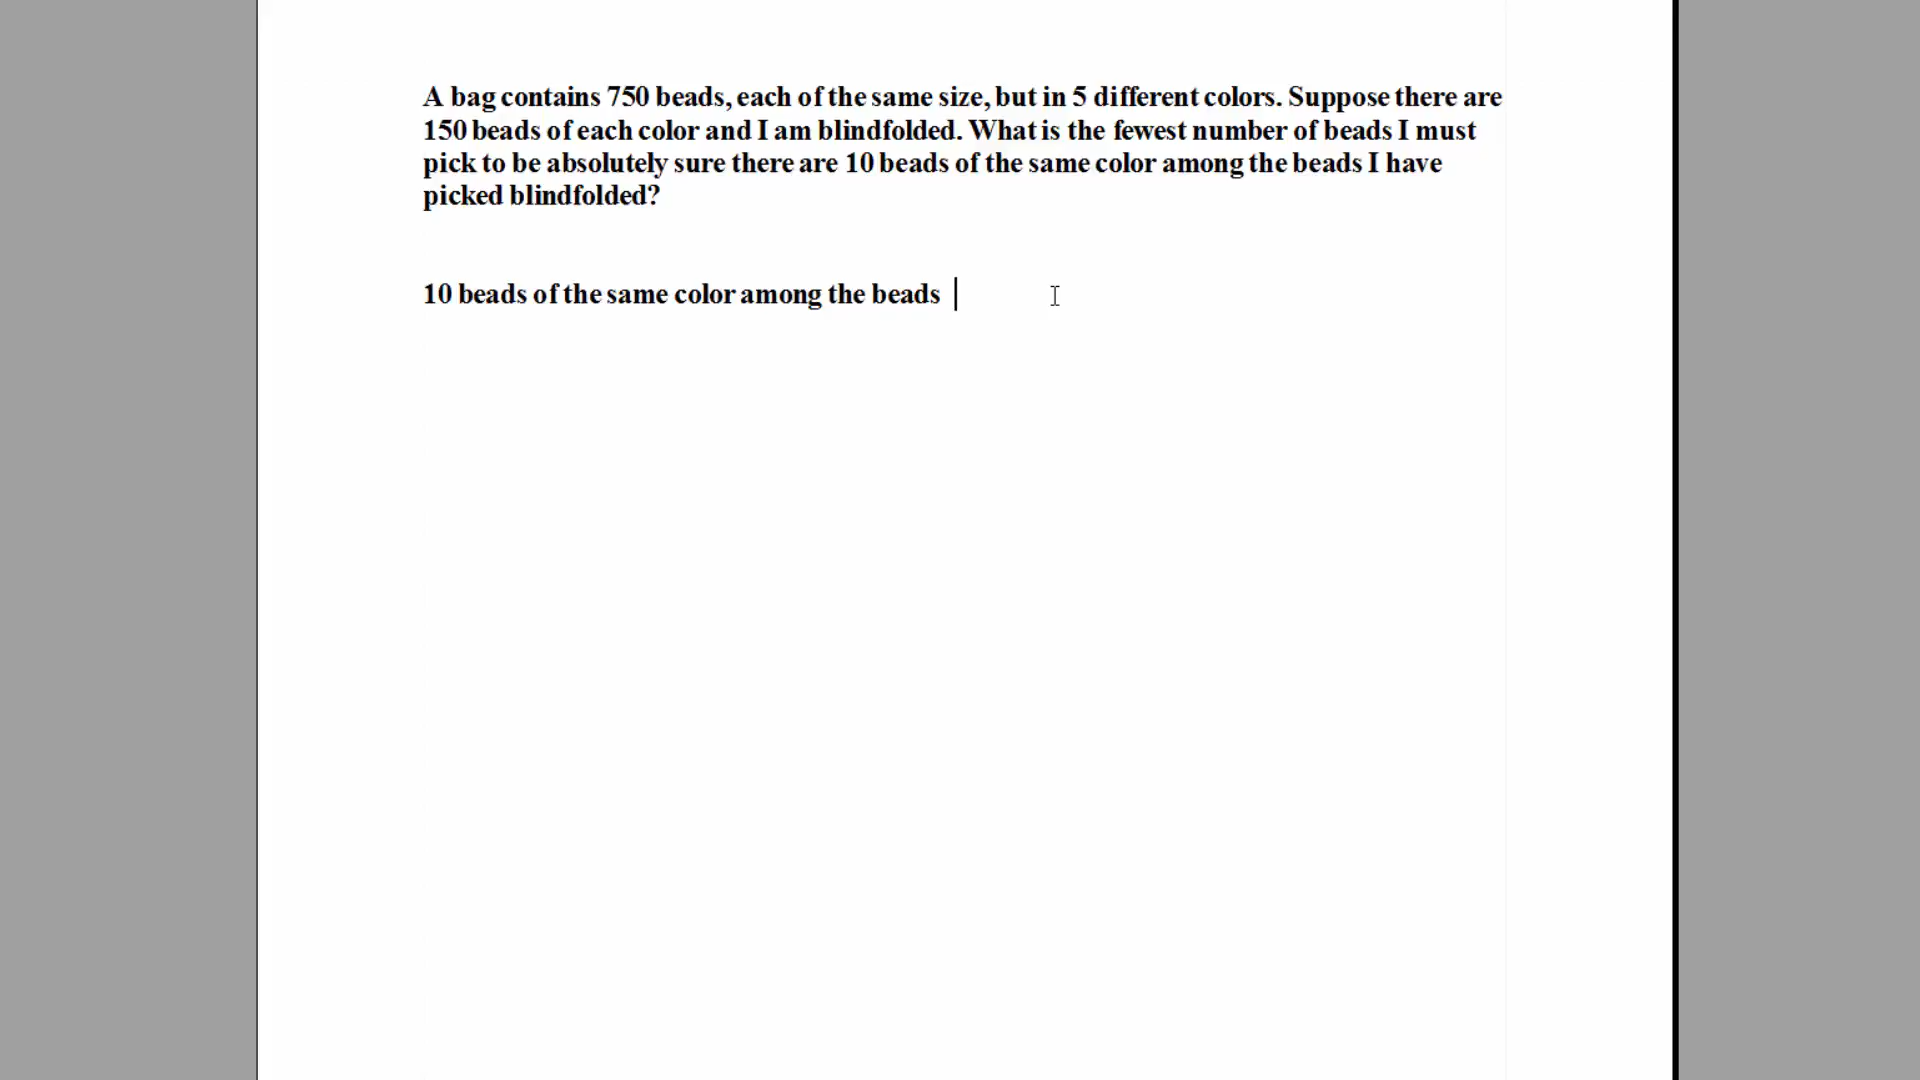 A bag contains 750 beads, each of the same size, but in 5 different colors. Suppose there are
150 beads of each color and I am blindfolded. What is the fewest number of beads I must
pick to be absolutely sure there are 10 beads of the same color among the beads I have
picked blindfolded?
10 beads of the same color among the beads